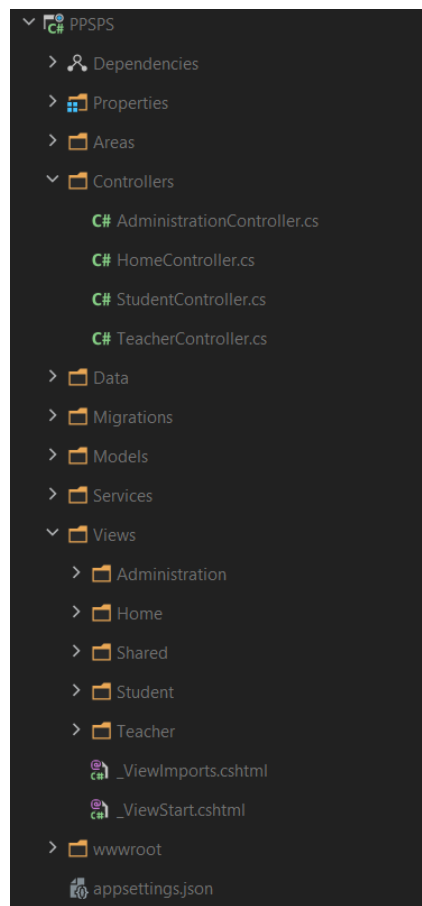 C# PPSPS
Dependencies
Properties
Areas
Controllers
C# AdministrationController.cs
C# HomeController.cs
C# StudentController.cs
C# TeacherController.cs
Data
Migrations
Models
Services
Views
Administration
Home
Shared
Student
Teacher
@ C# _ViewImports.cshtml
@ C# _ViewStart.cshtml
wwwroot
{} appsettings.json